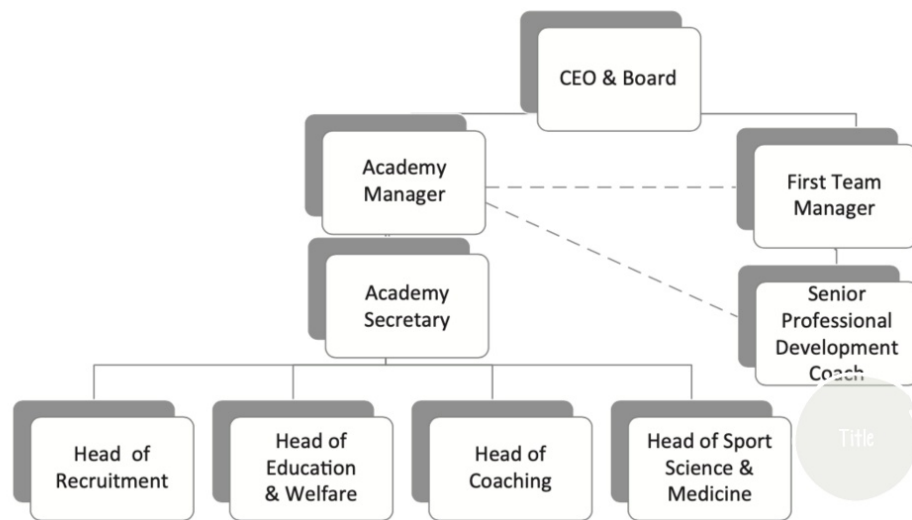 CEO & Board
Academy
Manager
First Team
Manager
Academy
Secretary
Senior
Professional
Development
Coach
Head of
Recruitment
Head of
Education
& Welfare
Head of
Coaching
Head of Sport
Science &
Medicine
Title